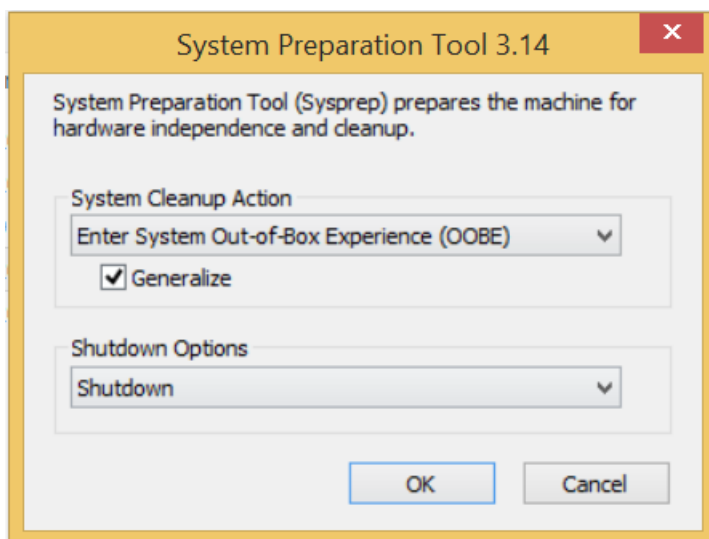 System Preparation Tool 3.14
System Preparation Tool (Sysprep) prepares the machine for
hardware independence and cleanup.
System Cleanup Action
Enter System Out-of-Box Experience (OOBE)
Generalize
Shutdown Options
Shutdown
OK
Cancel